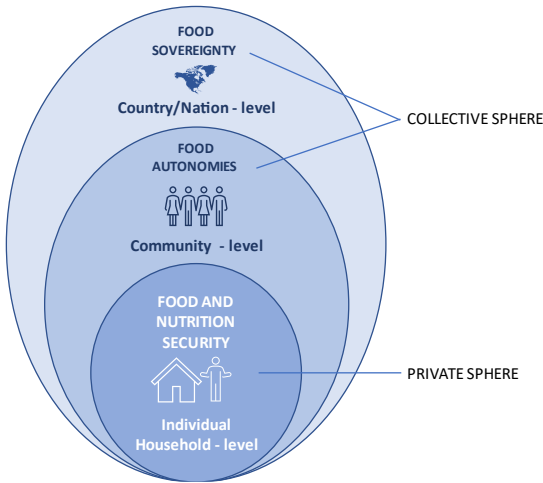 FOOD
SOVEREIGNTY
Country/Nation - level
COLLECTIVE SPHERE
FOOD
AUTONOMIES
Community - level
FOOD AND
NUTRITION
SECURITY
PRIVATE SPHERE
Individual
Household - level